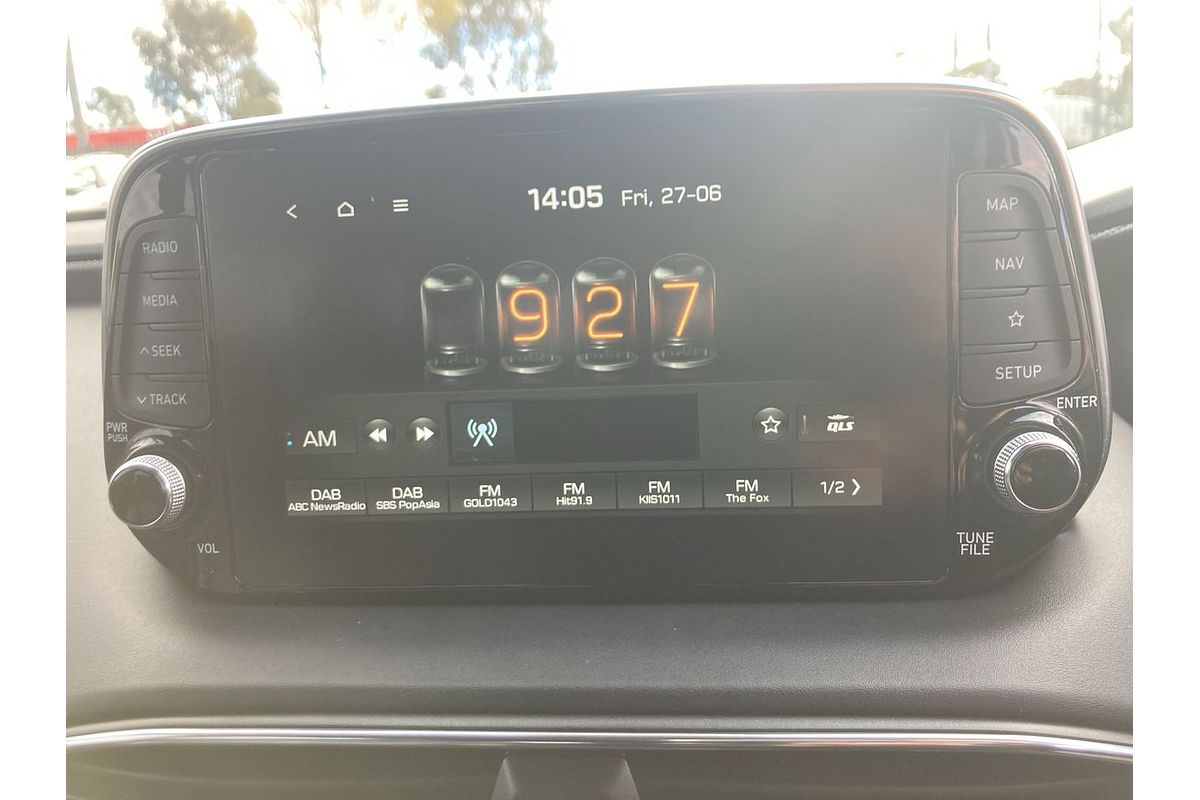 14:05 Fri, 27-06
MAP
RADIO
NAV
927
MEDIA
^SEEK
SETUP
TRACK
ENTER
PWR
PUSH
AM
QLS
DAB
ABC NewsRadio
DAB
SBS PopAsia
FM
GOLD1043
FM
Hit91.9
FM
KIIS1011
FM
The Fox
1/2
VOL
TUNE
FILE